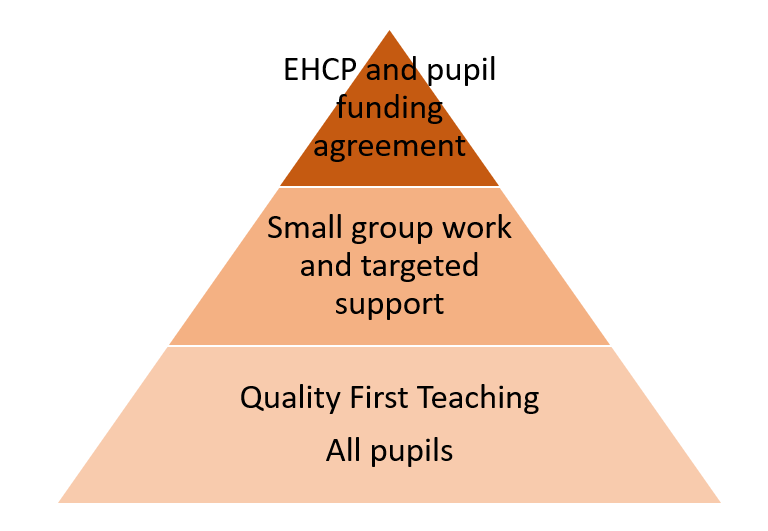 EHCP and pupil
funding
agreement
Small group work
and targeted
support
Quality First Teaching
All pupils